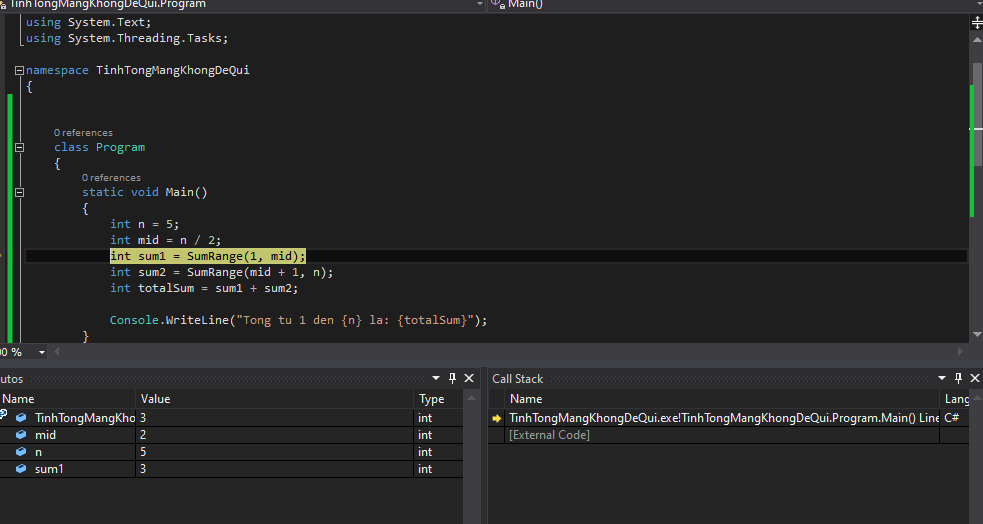 TinhTongMangKhongDeQui.Program Main()
using System.Text;
using System.Threading.Tasks;
namespace TinhTongMangKhongDeQui
{
0 references
class Program
{
0 references
static void Main()
{
int n = 5;
int mid = n / 2;
int sum1 = SumRange(1, mid);
int sum2 = SumRange(mid + 1, n);
int totalSum = sum1 + sum2;
Console.WriteLine("Tong tu 1 den {n} la: {totalSum}");
}
00 %
utos
Name Value Type
TinhTongMangKho 3 int
mid 2 int
n 5 int
sum1 3 int
Call Stack
Name Lang
TinhTongMangKhongDeQui.exe!TinhTongMangKhongDeQui.Program.Main() Line C#
[External Code]